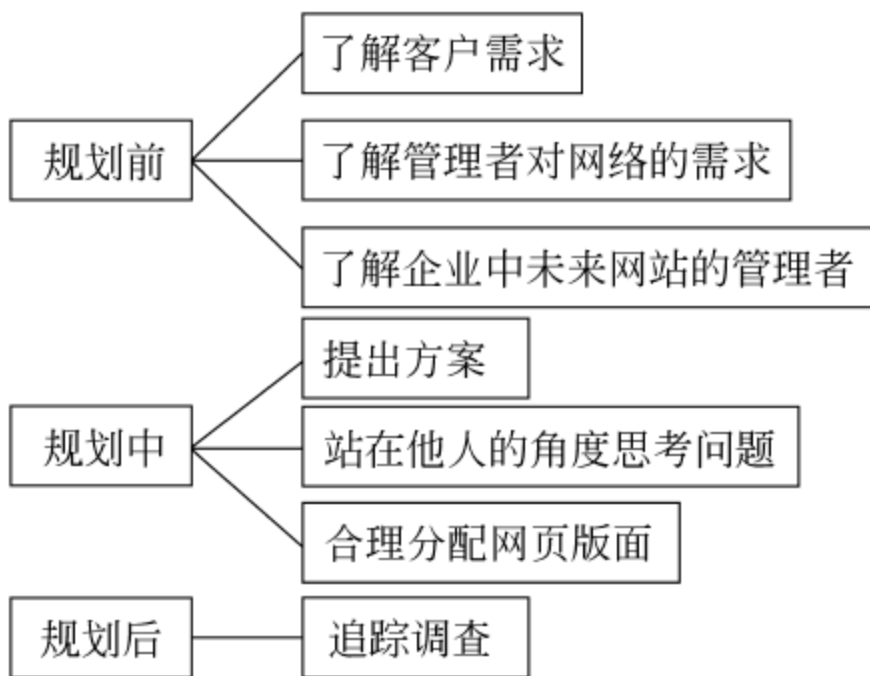 规划前
了解客户需求
了解管理者对网络的需求
了解企业中未来网站的管理者
规划中
提出方案
站在他人的角度思考问题
合理分配网页版面
规划后
追踪调查